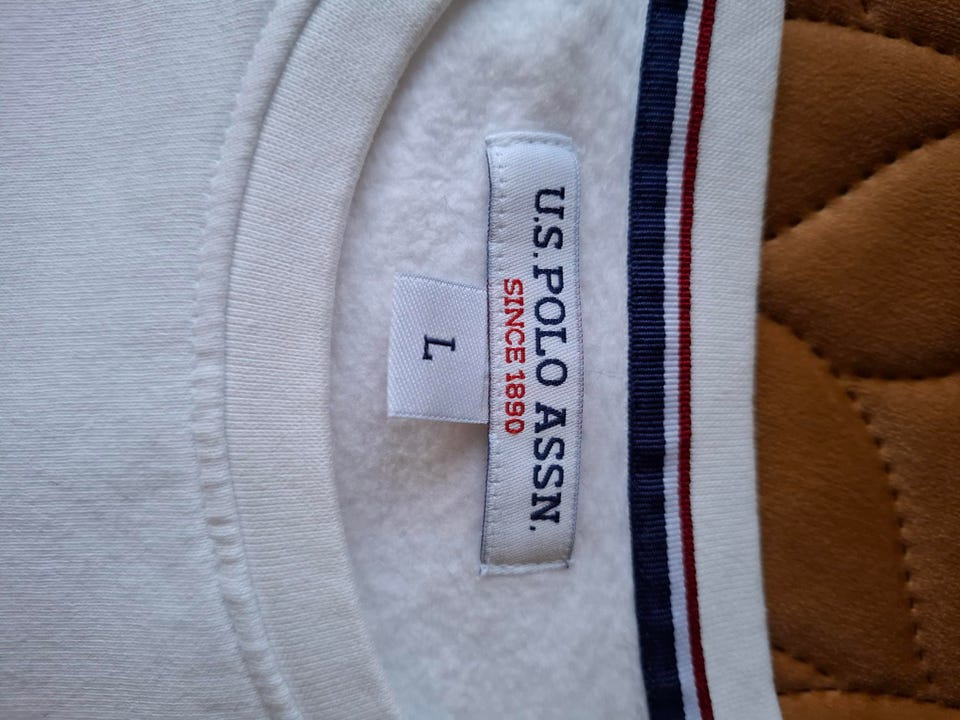 U.S. POLO ASSN.
SINCE 1890
L